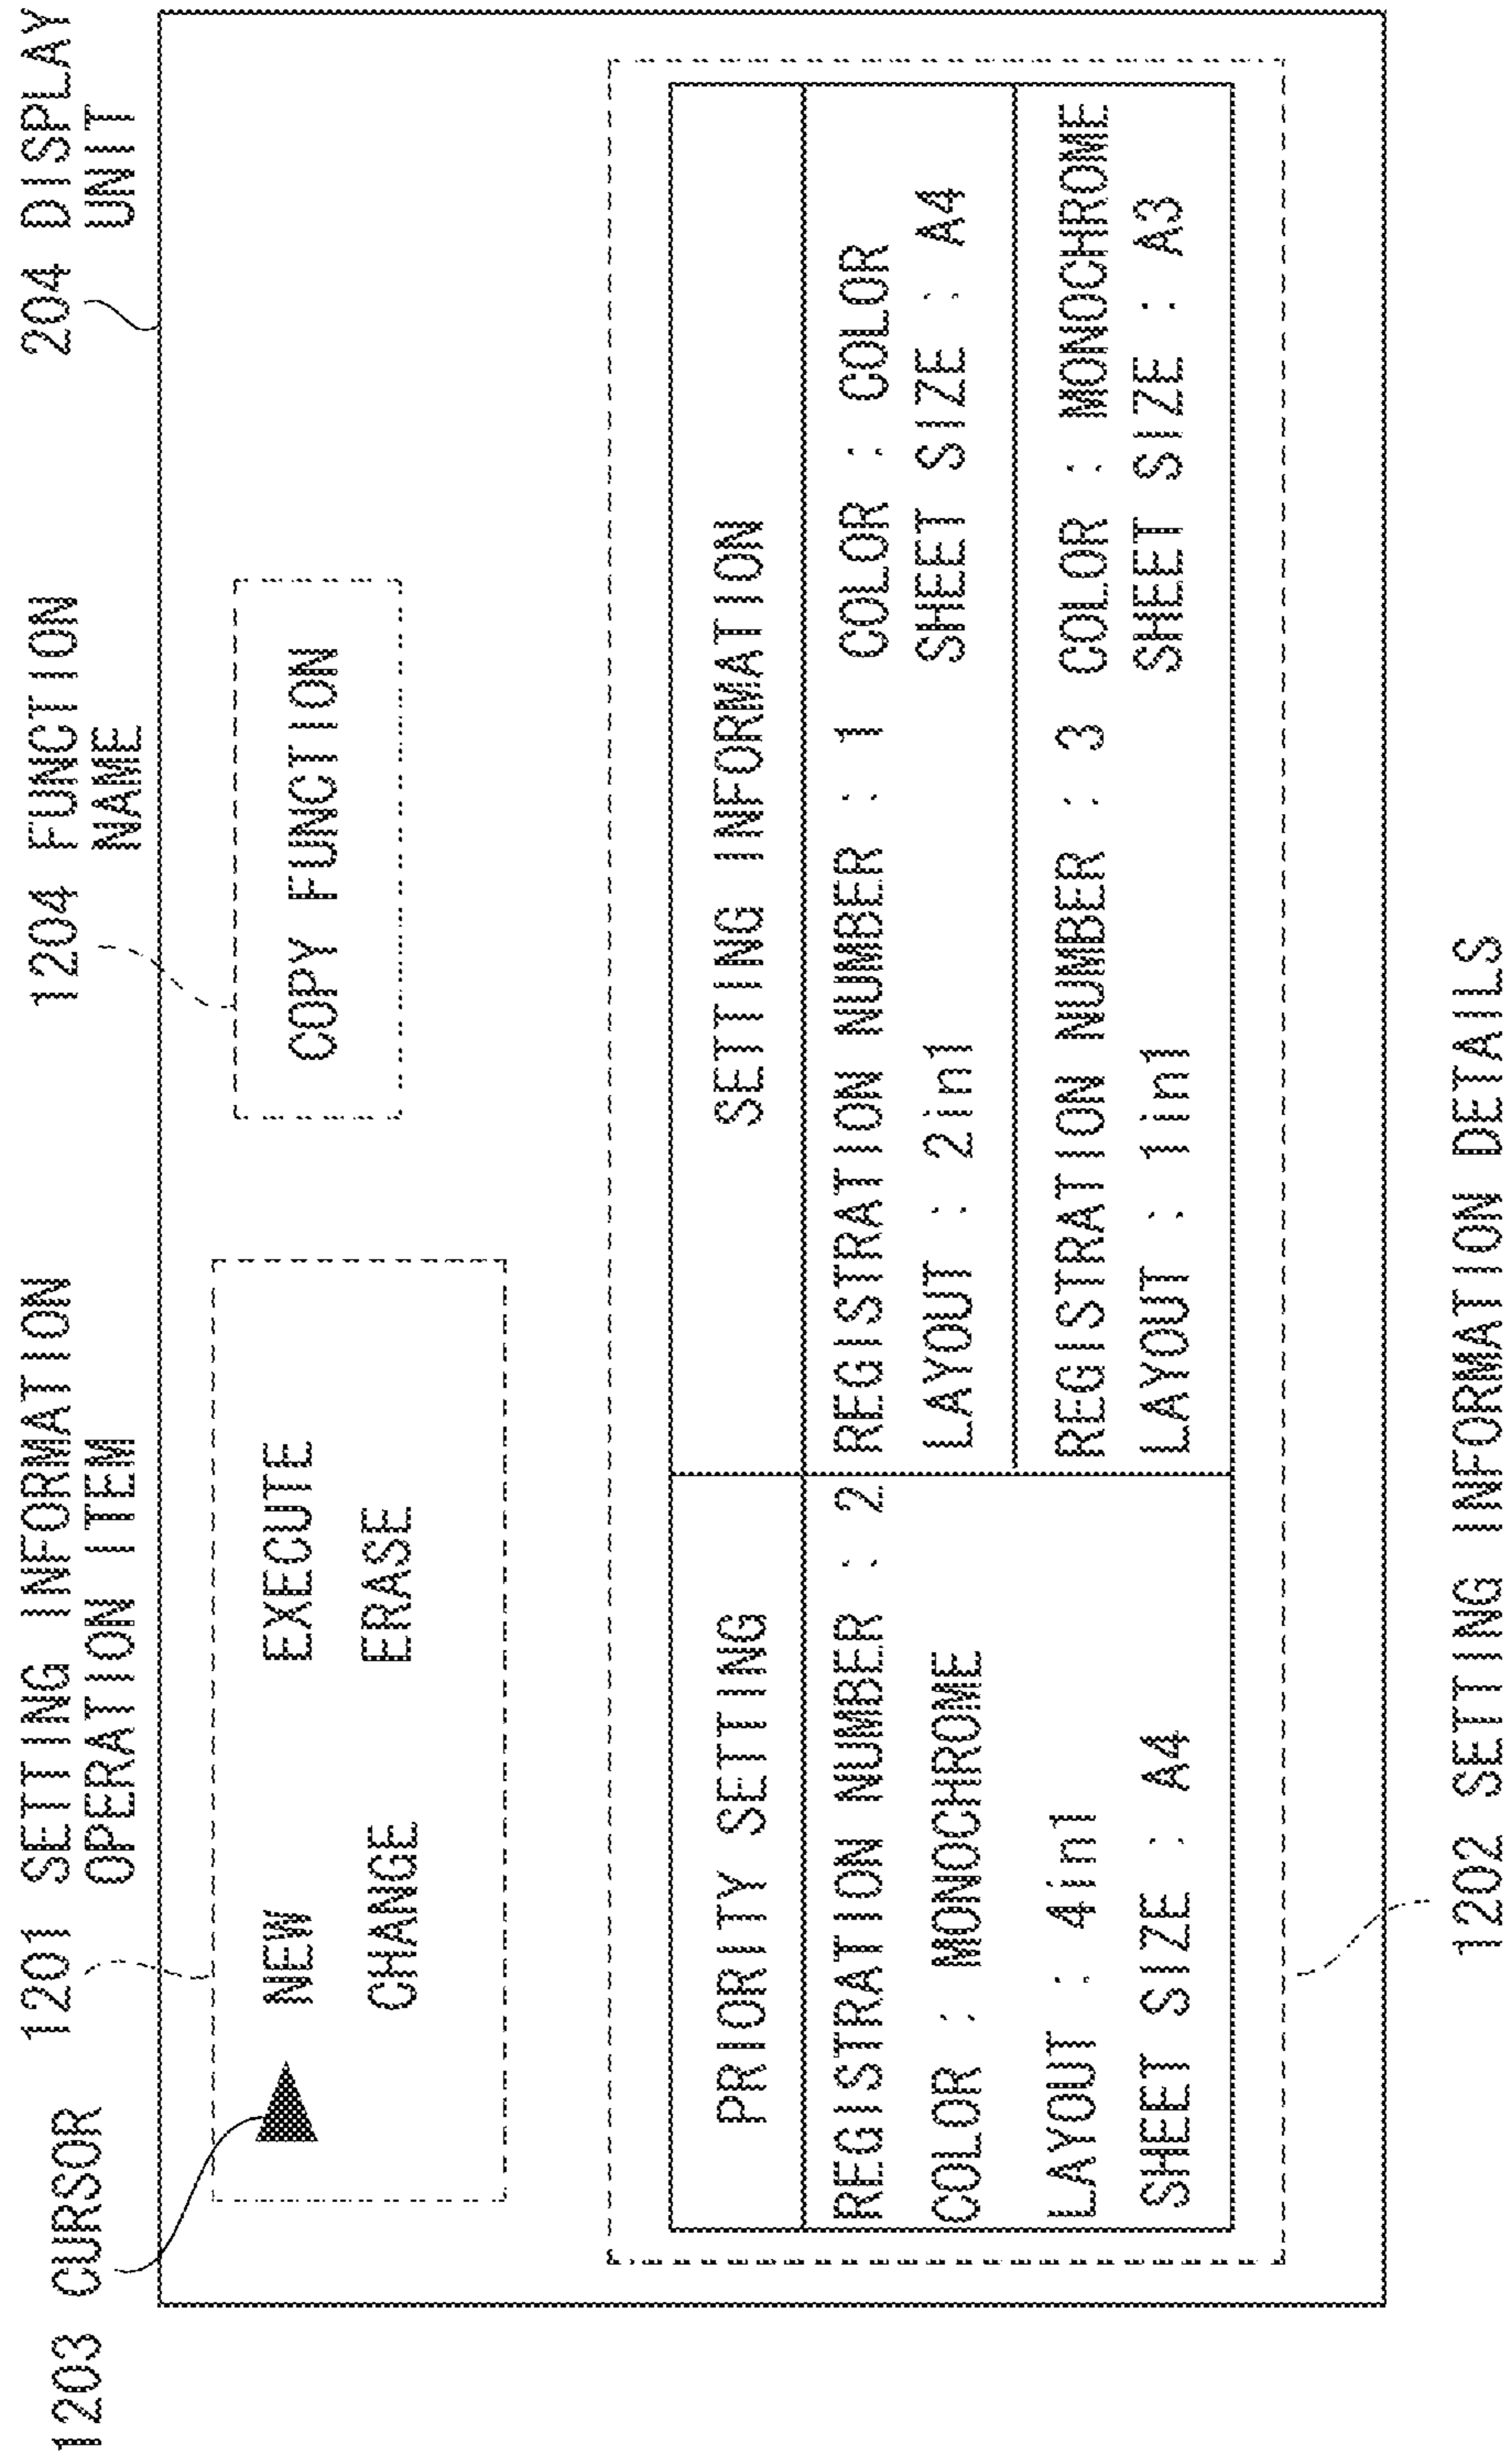 1203 CURSOR
1201 SETTING INFORMATION
OPERATION ITEM
1204 FUNCTION
NAME
204 DISPLAY
UNIT
NEW EXECUTE
CHANGE ERASE
COPY FUNCTION
PRIORITY SETTING
SETTING INFORMATION
REGISTRATION NUMBER : 2
COLOR : MONOCHROME
LAYOUT : 4in1
SHEET SIZE : A4
REGISTRATION NUMBER : 1 COLOR : COLOR
LAYOUT : 2in1 SHEET SIZE : A4
REGISTRATION NUMBER : 3 COLOR : MONOCHROME
LAYOUT : 1in1 SHEET SIZE : A3
1202 SETTING INFORMATION DETAILS